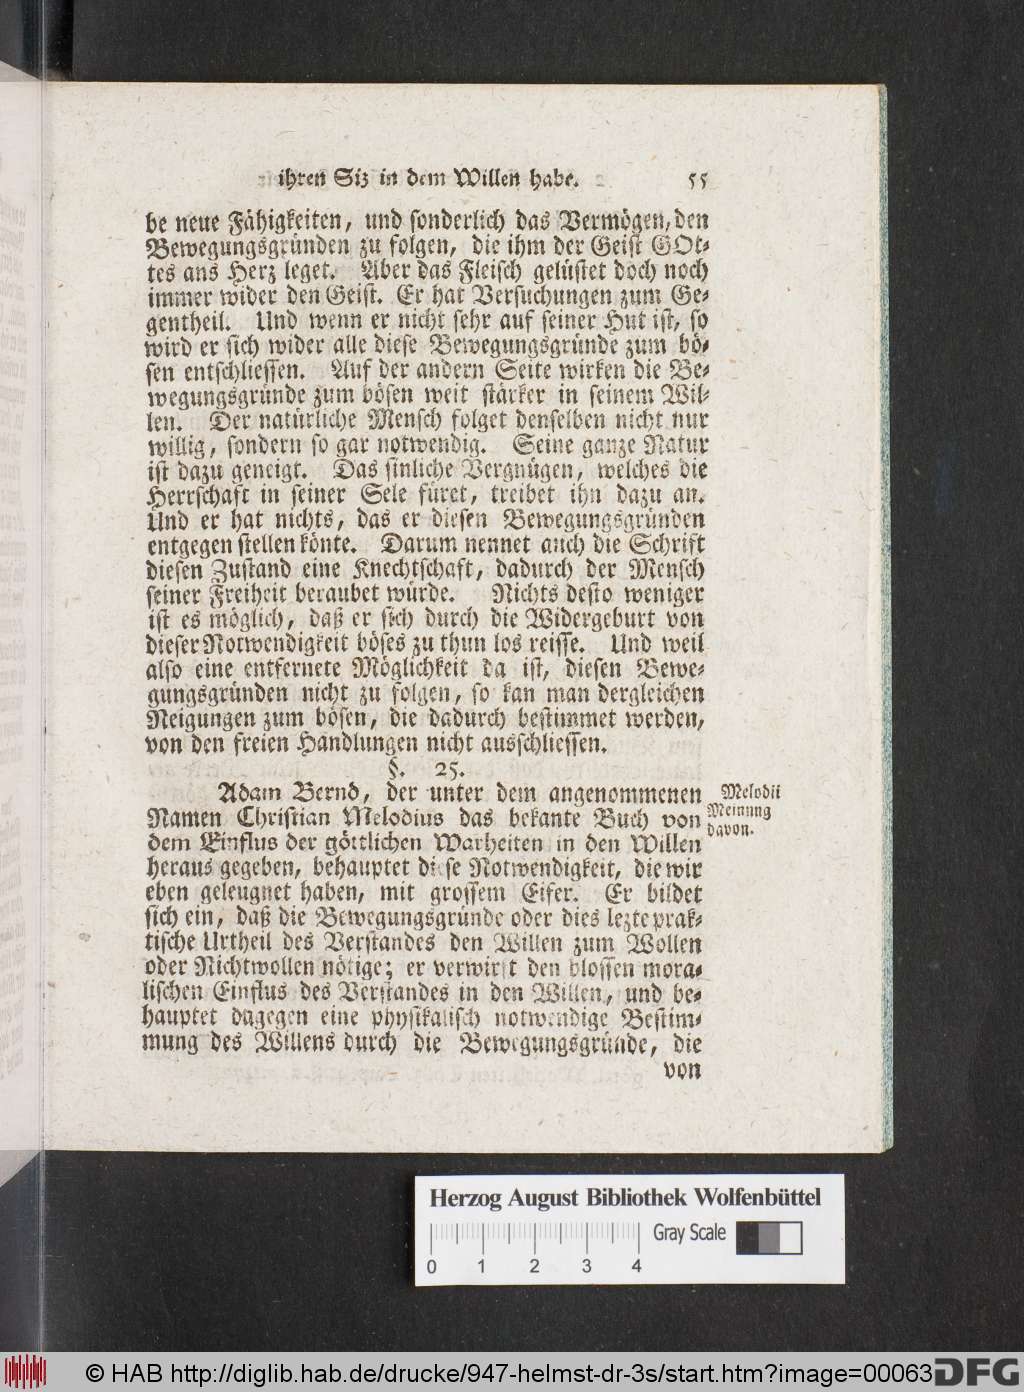 ihren Siz in dem Willen habe. 55
be neue Fähigkeiten, und sonderlich das Vermögen, den
Bewegungsgründen zu folgen, die ihm der Geist GOt-
tes ans Herz leget. Aber das Fleisch gelüstet doch noch
immer wider den Geist. Er hat Versuchungen zum Ge-
gentheil. Und wenn er nicht sehr auf seiner Hut ist, so
wird er sich wider alle diese Bewegungsgründe zum bö-
sen entschliessen. Auf der andern Seite wirken die Be-
wegungsgründe zum bösen weit stärker in seinem Wil-
len. Der natürliche Mensch folget denselben nicht nur
willig, sondern so gar notwendig. Seine ganze Natur
ist dazu geneigt. Das sinliche Vergnügen, welches die
Herrschaft in seiner Sele füret, treibet ihn dazu an.
Und er hat nichts, das er diesen Bewegungsgründen
entgegen stellen könte. Darum nennet auch die Schrift
diesen Zustand eine Knechtschaft, dadurch der Mensch
seiner Freiheit beraubet würde. Nichts desto weniger
ist es möglich, daß er sich durch die Widergeburt von
dieser Notwendigkeit böses zu thun los reisse. Und weil
also eine entfernete Möglichkeit da ist, diesen Bewe-
gungsgründen nicht zu folgen, so kan man dergleichen
Neigungen zum bösen, die dadurch bestimmet werden,
von den freien Handlungen nicht ausschliessen.
§. 25.
Adam Bernd, der unter dem angenommenen
Namen Christian Melodius das bekante Buch von
dem Einflus der göttlichen Warheiten in den Willen
heraus gegeben, behauptet diese Notwendigkeit, die wir
eben geleugnet haben, mit grossem Eifer. Er bildet
sich ein, daß die Bewegungsgründe oder dies lezte prak-
tische Urtheil des Verstandes den Willen zum Wollen
oder Nichtwollen nötige; er verwirft den blossen mora-
lischen Einflus des Verstandes in den Willen, und be-
hauptet dagegen eine physikalisch notwendige Bestim-
mung des Willens durch die Bewegungsgründe, die
von
Melodii
Meinung
davon.
Herzog August Bibliothek Wolfenbüttel
Gray Scale
0 1 2 3 4
© HAB http://diglib.hab.de/drucke/947-helmst-dr-3s/start.htm?image=00063
DFG